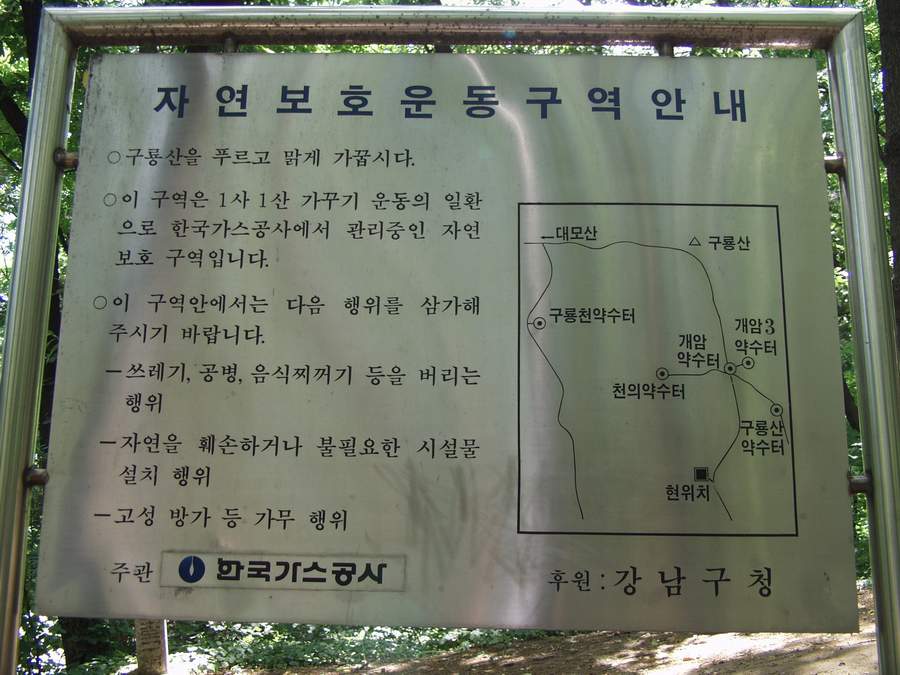 자연보호운동구역안내
○구룡산을 푸르고 맑게 가꿉시다.
○이 구역은 1사 1산 가꾸기 운동의 일환
으로 한국가스공사에서 관리중인 자연
보호 구역입니다.
○이 구역안에서는 다음 행위를 삼가해
주시기 바랍니다.
－쓰레기, 공병, 음식찌꺼기 등을 버리는
행위
－자연을 훼손하거나 불필요한 시설물
설치 행위
－고성 방가 등 가무 행위
주관 한국가스공사
←대모산
△ 구룡산
구룡천약수터
개암
약수터
개암3
약수터
천의약수터
구룡산
약수터
현위치
후원 : 강남구청